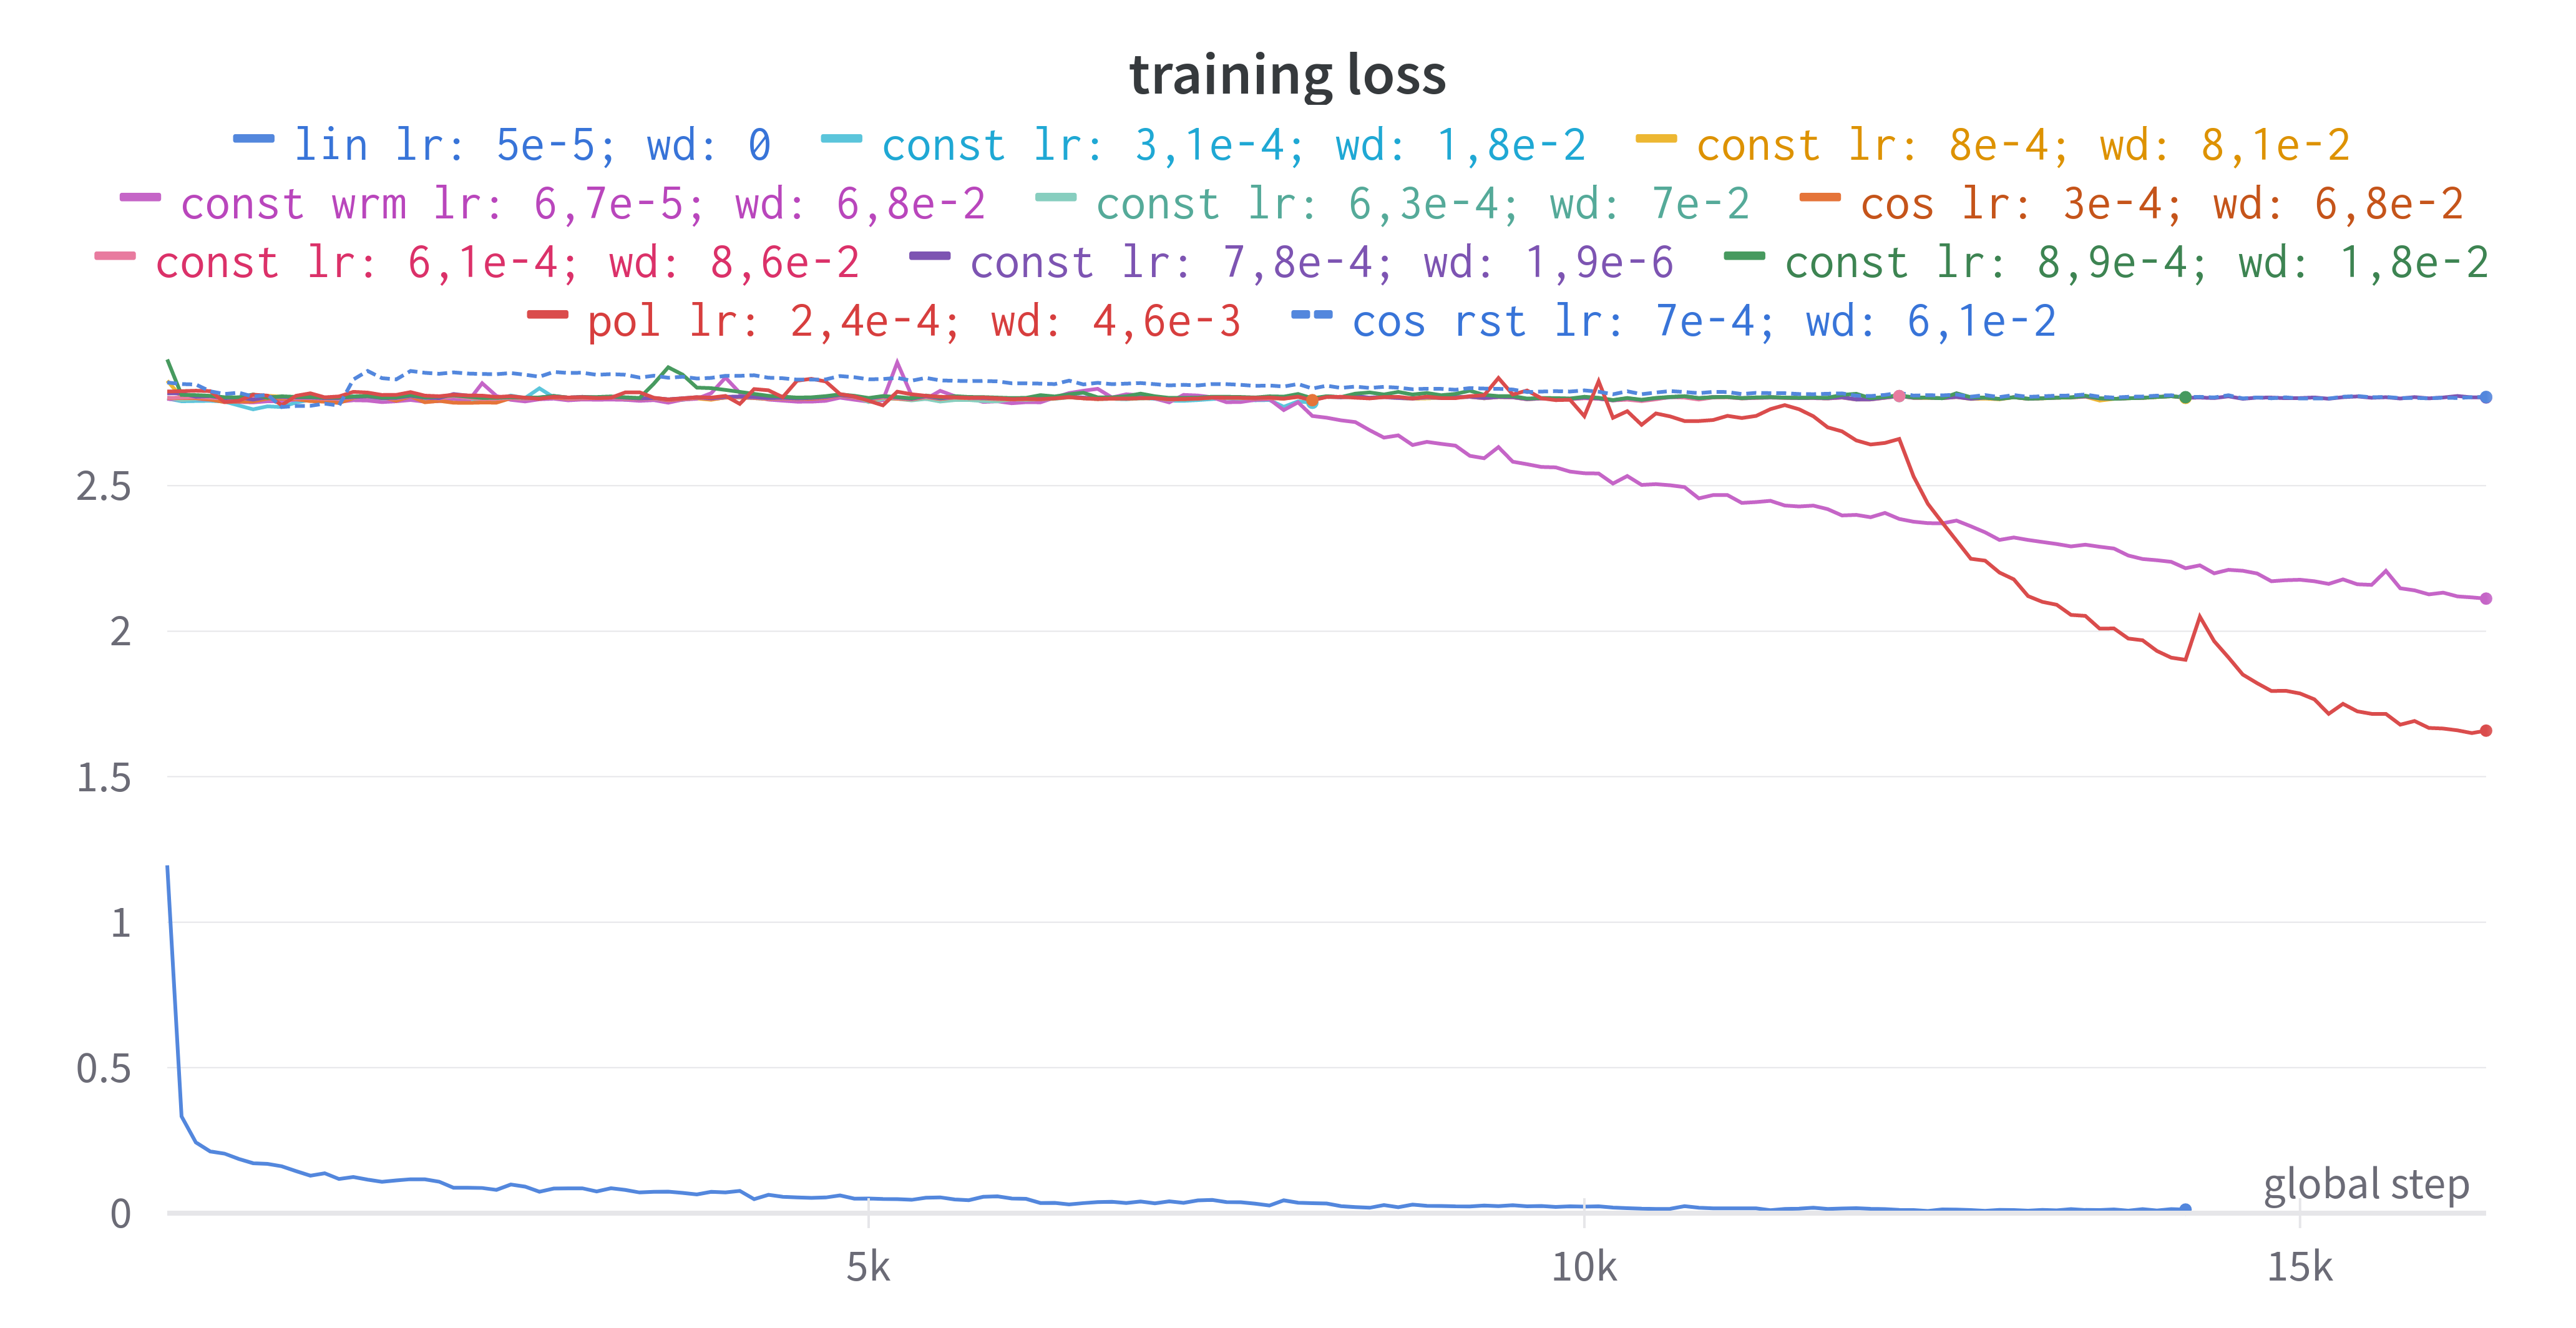 training loss
lin lr: 5e-5; wd: 0 const lr: 3,1e-4; wd: 1,8e-2 const lr: 8e-4; wd: 8,1e-2
const wrm lr: 6,7e-5; wd: 6,8e-2 const lr: 6,3e-4; wd: 7e-2 cos lr: 3e-4; wd: 6,8e-2
const lr: 6,1e-4; wd: 8,6e-2 const lr: 7,8e-4; wd: 1,9e-6 const lr: 8,9e-4; wd: 1,8e-2
pol lr: 2,4e-4; wd: 4,6e-3 cos rst lr: 7e-4; wd: 6,1e-2
2.5
2
1.5
1
0.5
0
global step
5k 10k 15k